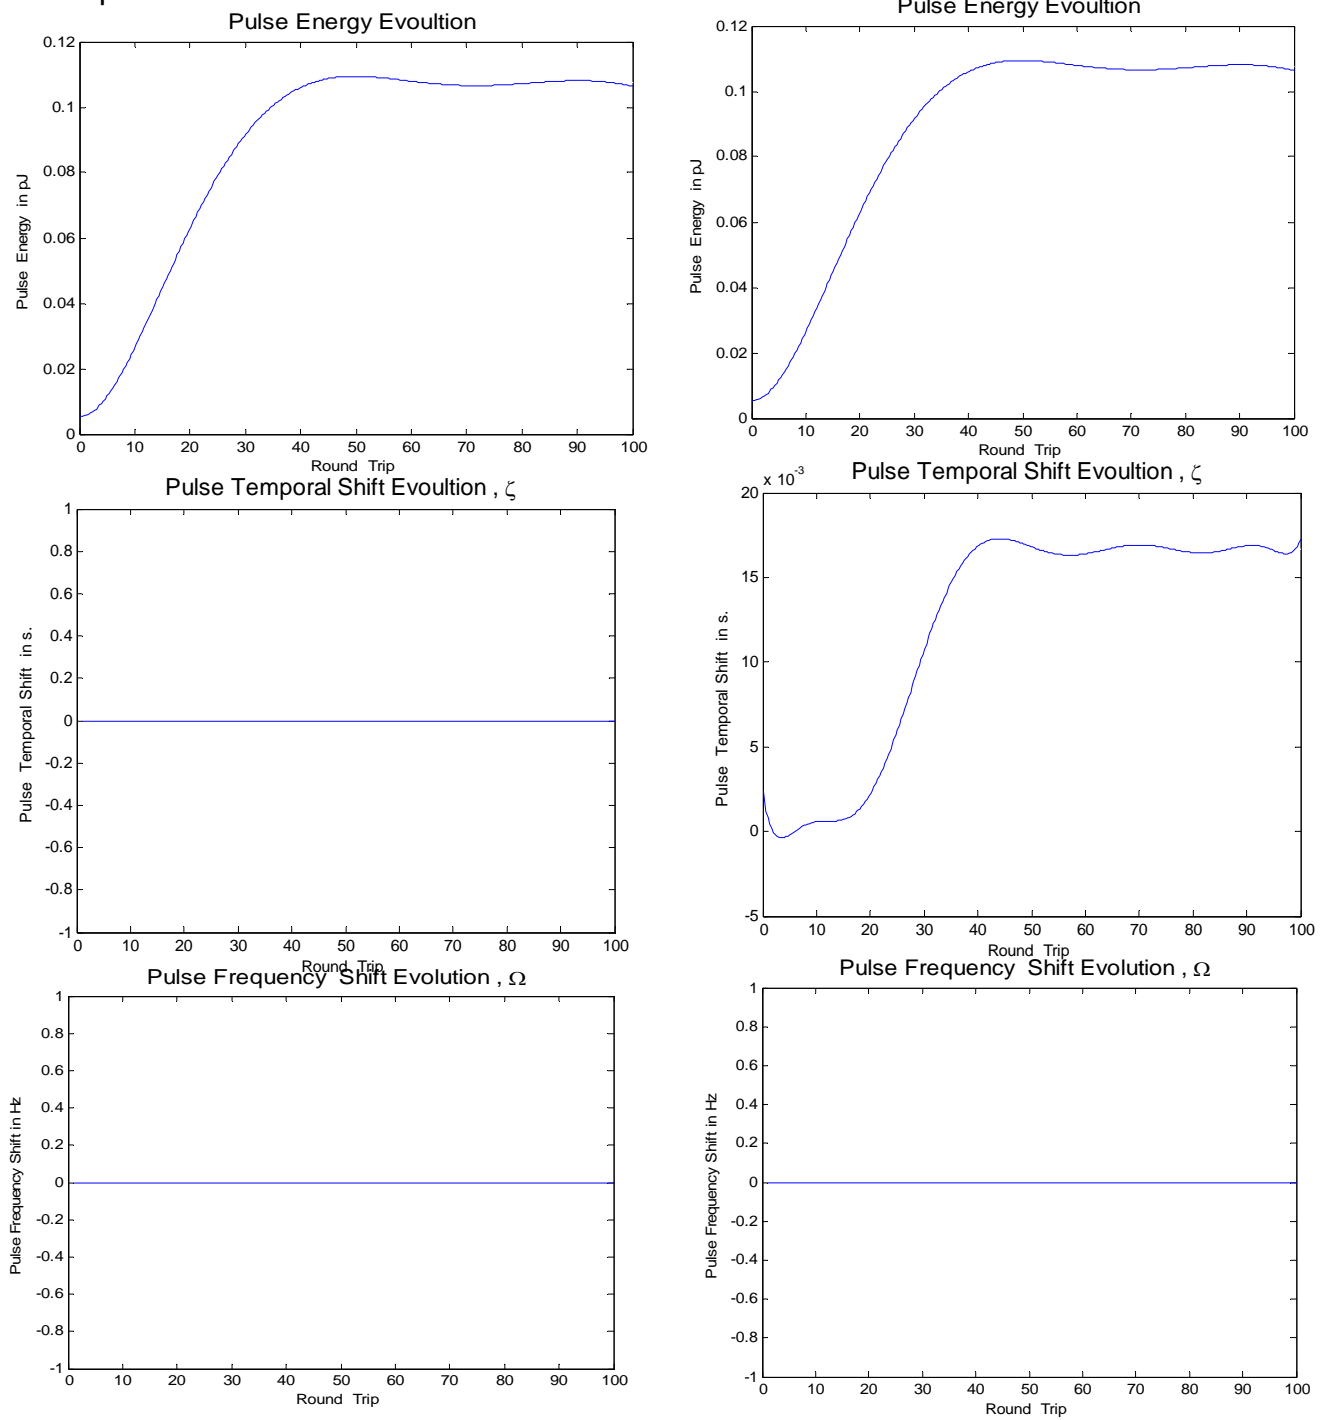 Pulse Energy Evoultion
0.12
0.1
0.08
0.06
0.04
0.02
0
Pulse Energy in pJ
0 10 20 30 40 50 60 70 80 90 100
Round Trip
Pulse Energy Evoultion
0.12
0.1
0.08
0.06
0.04
0.02
0
Pulse Energy in pJ
0 10 20 30 40 50 60 70 80 90 100
Round Trip
Pulse Temporal Shift Evoultion , ζ
1
0.8
0.6
0.4
0.2
0
-0.2
-0.4
-0.6
-0.8
-1
Pulse Temporal Shift in s.
0 10 20 30 40 50 60 70 80 90 100
Round Trip
Pulse Temporal Shift Evoultion , ζ
x 10-3
20
15
10
5
0
-5
Pulse Temporal Shift in s.
0 10 20 30 40 50 60 70 80 90 100
Round Trip
Pulse Frequency Shift Evolution , Ω
1
0.8
0.6
0.4
0.2
0
-0.2
-0.4
-0.6
-0.8
-1
Pulse Frequency Shift in Hz
0 10 20 30 40 50 60 70 80 90 100
Round Trip
Pulse Frequency Shift Evolution , Ω
1
0.8
0.6
0.4
0.2
0
-0.2
-0.4
-0.6
-0.8
-1
Pulse Frequency Shift in Hz
0 10 20 30 40 50 60 70 80 90 100
Round Trip